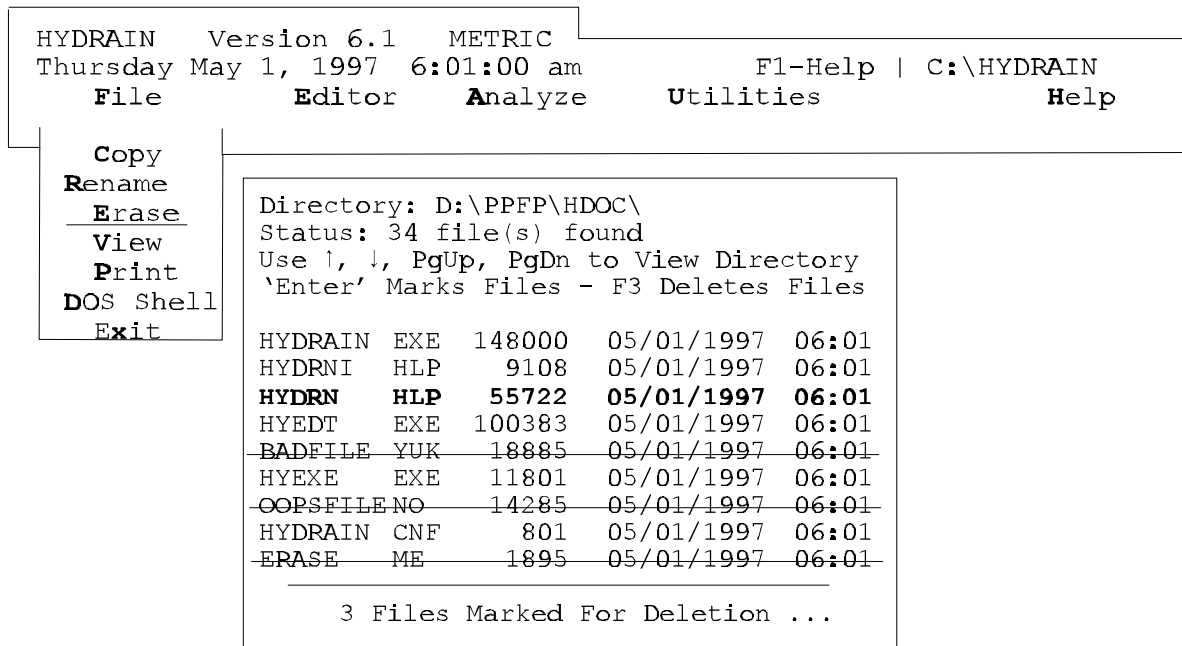 HYDRAIN Version 6.1 METRIC
Thursday May 1, 1997 6:01:00 am F1-Help | C:\HYDRAIN
File Editor Analyze Utilities Help
Copy
Rename
Erase
View
Print
DOS Shell
Exit
Directory: D:\PPFP\HDOC\
Status: 34 file(s) found
Use ↑, ↓, PgUp, PgDn to View Directory
‘Enter’ Marks Files - F3 Deletes Files
HYDRAIN EXE 148000 05/01/1997 06:01
HYDRNI HLP 9108 05/01/1997 06:01
HYDRN HLP 55722 05/01/1997 06:01
HYEDT EXE 100383 05/01/1997 06:01
BADFILE YUK 18885 05/01/1997 06:01
HYEXE EXE 11801 05/01/1997 06:01
OOPSFILE NO 14285 05/01/1997 06:01
HYDRAIN CNF 801 05/01/1997 06:01
ERASE ME 1895 05/01/1997 06:01
3 Files Marked For Deletion ...